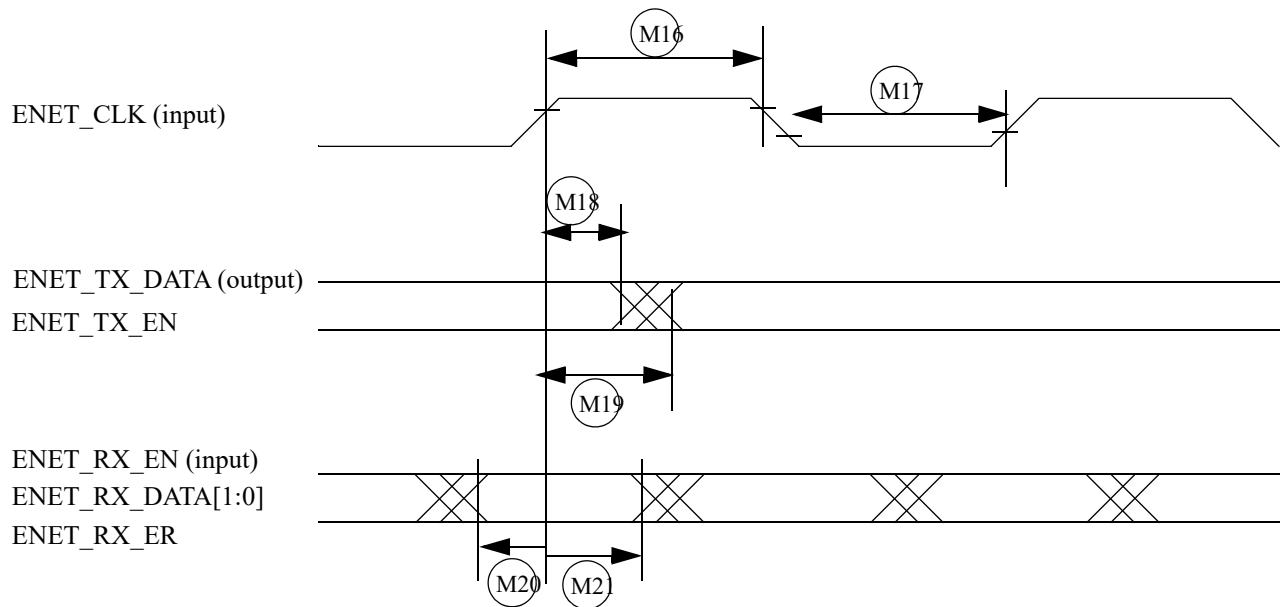 M16
M17
ENET_CLK (input)
M18
ENET_TX_DATA (output)
ENET_TX_EN
M19
ENET_RX_EN (input)
ENET_RX_DATA[1:0]
ENET_RX_ER
M20
M21